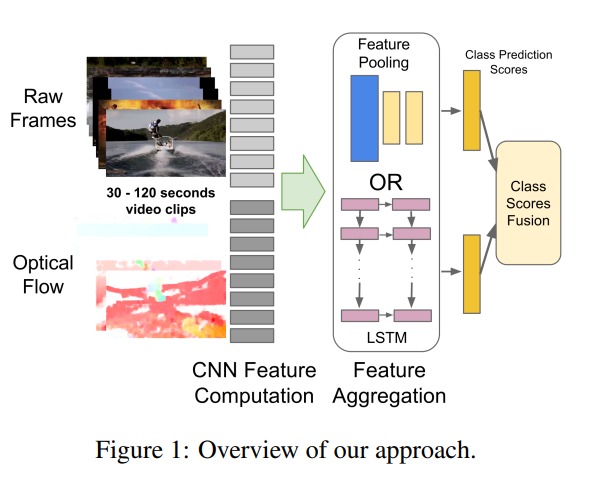 Raw
Frames
30 - 120 seconds
video clips
Optical
Flow
CNN Feature
Computation
Feature
Pooling
OR
LSTM
Feature
Aggregation
Class Prediction
Scores
Class
Scores
Fusion
Figure 1: Overview of our approach.